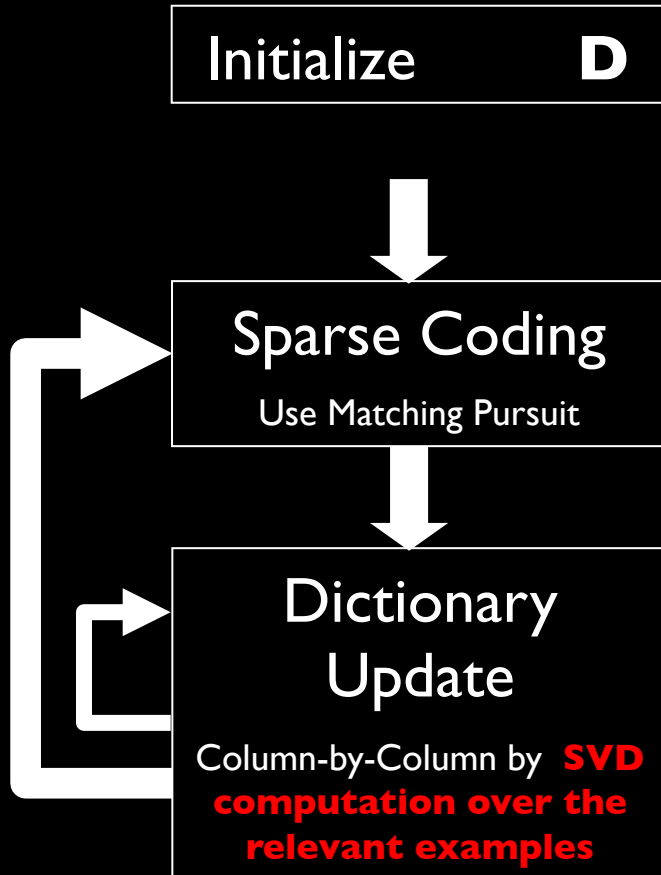 Initialize D
Sparse Coding
Use Matching Pursuit
Dictionary
Update
Column-by-Column by SVD
computation over the
relevant examples